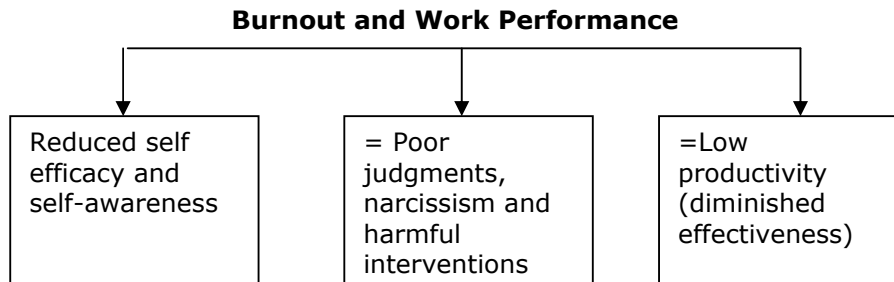 Burnout and Work Performance
Reduced self
efficacy and
self-awareness
= Poor
judgments,
narcissism and
harmful
interventions
=Low
productivity
(diminished
effectiveness)